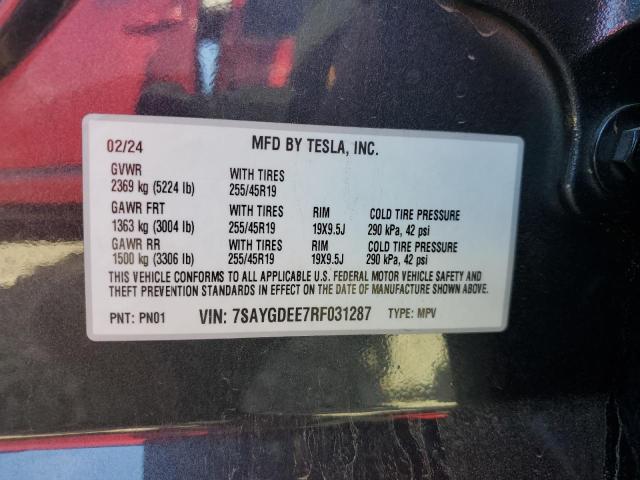 02/24 MFD BY TESLA, INC.
GVWR WITH TIRES
2369 kg (5224 lb) 255/45R19
GAWR FRT WITH TIRES RIM COLD TIRE PRESSURE
1363 kg (3004 lb) 255/45R19 19X9.5J 290 kPa, 42 psi
GAWR RR WITH TIRES RIM COLD TIRE PRESSURE
1500 kg (3306 lb) 255/45R19 19X9.5J 290 kPa, 42 psi
THIS VEHICLE CONFORMS TO ALL APPLICABLE U.S. FEDERAL MOTOR VEHICLE SAFETY AND
THEFT PREVENTION STANDARDS IN EFFECT ON THE DATE OF MANUFACTURE SHOWN ABOVE.
PNT: PN01 VIN: 7SAYGDEE7RF031287 TYPE: MPV